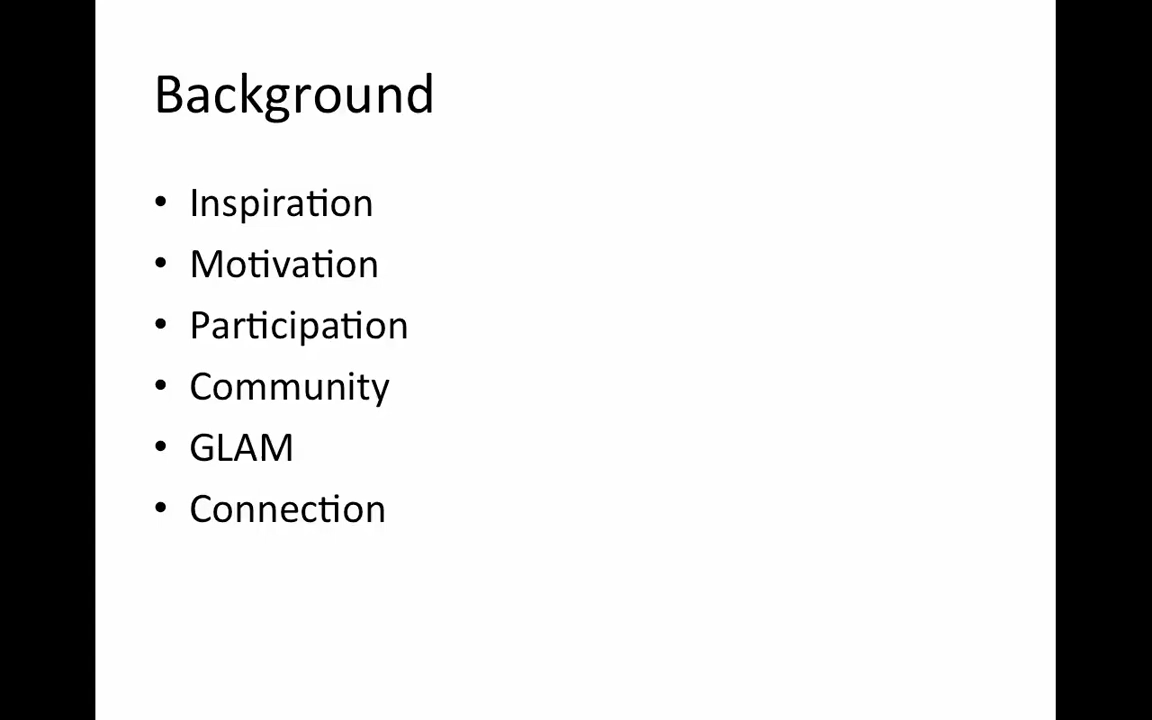 Background
• Inspiration
• Motivation
• Participation
• Community
• GLAM
• Connection